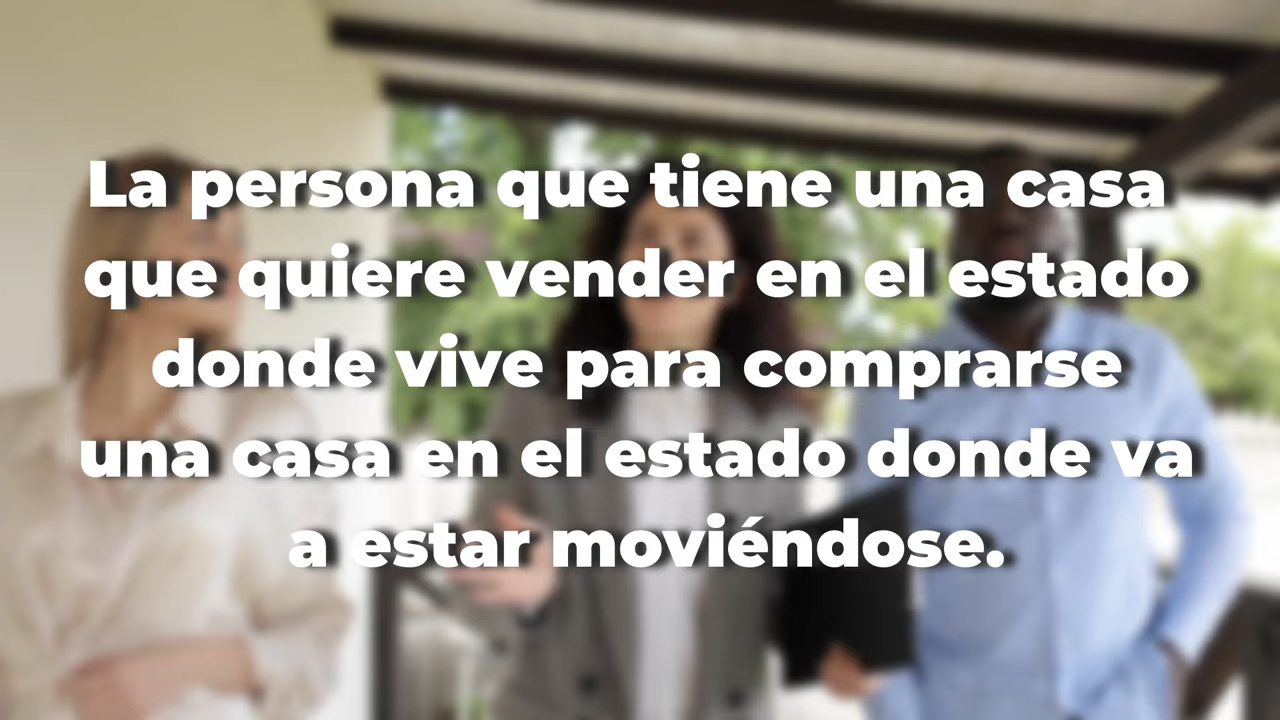 La persona que tiene una casa
que quiere vender en el estado
donde vive para comprarse
una casa en el estado donde va
a estar moviéndose.